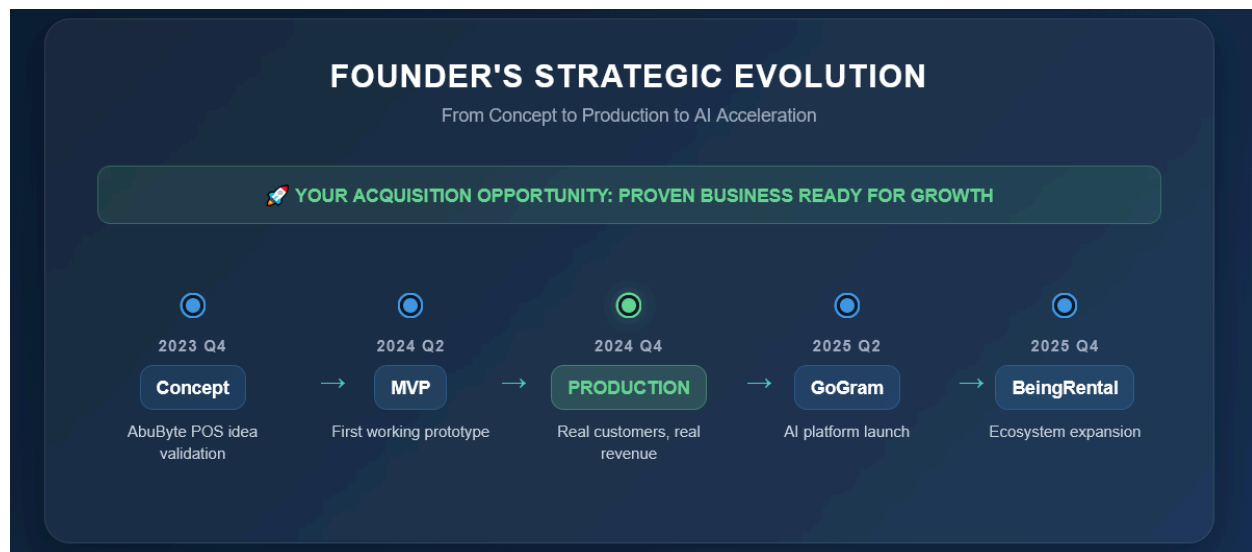 FOUNDER'S STRATEGIC EVOLUTION
From Concept to Production to AI Acceleration
🚀 YOUR ACQUISITION OPPORTUNITY: PROVEN BUSINESS READY FOR GROWTH
2023 Q4
Concept
AbuByte POS idea
validation
→
2024 Q2
MVP
First working prototype
→
2024 Q4
PRODUCTION
Real customers, real
revenue
→
2025 Q2
GoGram
AI platform launch
→
2025 Q4
BeingRental
Ecosystem expansion